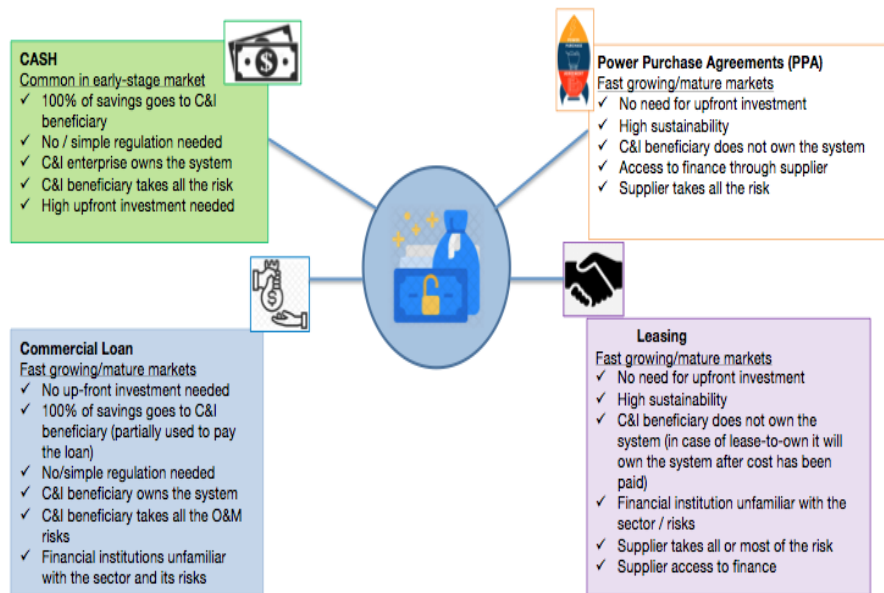 CASH
Common in early-stage market
✓ 100% of savings goes to C&I
beneficiary
✓ No / simple regulation needed
✓ C&I enterprise owns the system
✓ C&I beneficiary takes all the risk
✓ High upfront investment needed
Power Purchase Agreements (PPA)
Fast growing/mature markets
✓ No need for upfront investment
✓ High sustainability
✓ C&I beneficiary does not own the system
✓ Access to finance through supplier
✓ Supplier takes all the risk
Commercial Loan
Fast growing/mature markets
✓ No up-front investment needed
✓ 100% of savings goes to C&I
beneficiary (partially used to pay
the loan)
✓ No/simple regulation needed
✓ C&I beneficiary owns the system
✓ C&I beneficiary takes all the O&M
risks
✓ Financial institutions unfamiliar
with the sector and its risks
Leasing
Fast growing/mature markets
✓ No need for upfront investment
✓ High sustainability
✓ C&I beneficiary does not own the
system (in case of lease-to-own it will
own the system after cost has been
paid)
✓ Financial institution unfamiliar with the
sector / risks
✓ Supplier takes all or most of the risk
✓ Supplier access to finance